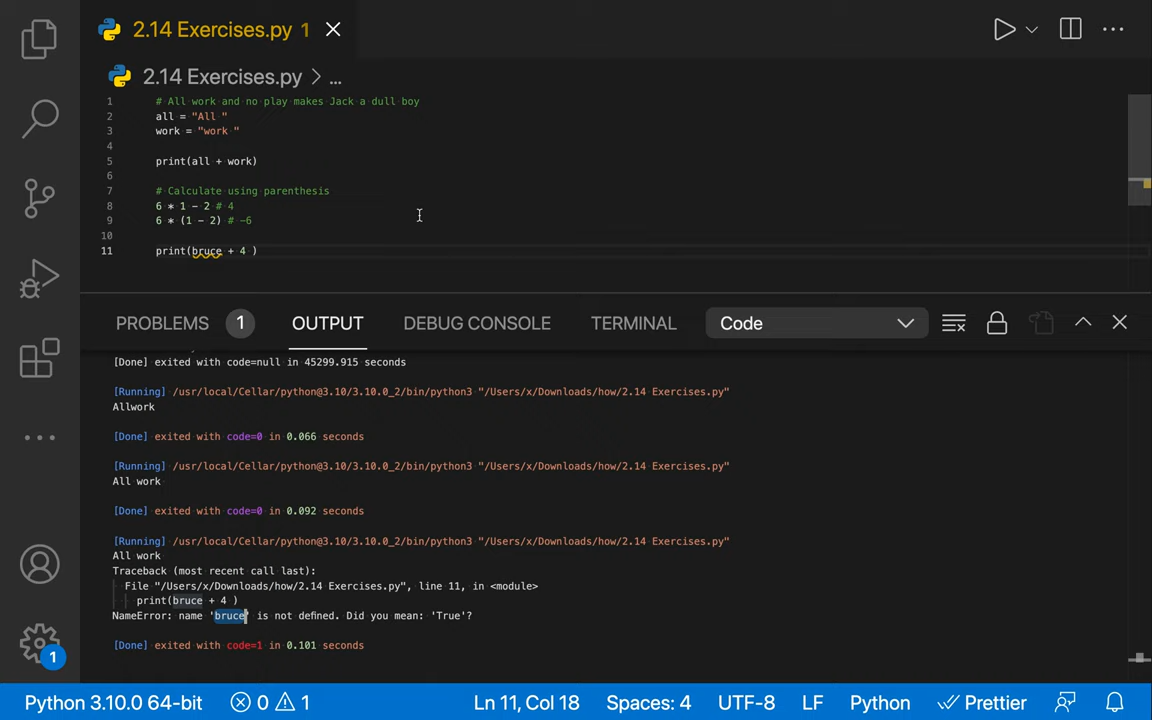 2.14 Exercises.py 1
2.14 Exercises.py > ...
1 # All work and no play makes Jack a dull boy
2 all = "All "
3 work = "work "
4
5 print(all + work)
6
7 # Calculate using parenthesis
8 6 * 1 - 2 # 4
9 6 * (1 - 2) # -6
10
11 print(bruce + 4 )
PROBLEMS 1 OUTPUT DEBUG CONSOLE TERMINAL Code
[Done] exited with code=null in 45299.915 seconds
[Running] /usr/local/Cellar/python@3.10/3.10.0_2/bin/python3 "/Users/x/Downloads/how/2.14 Exercises.py"
Allwork
[Done] exited with code=0 in 0.066 seconds
[Running] /usr/local/Cellar/python@3.10/3.10.0_2/bin/python3 "/Users/x/Downloads/how/2.14 Exercises.py"
All work
[Done] exited with code=0 in 0.092 seconds
[Running] /usr/local/Cellar/python@3.10/3.10.0_2/bin/python3 "/Users/x/Downloads/how/2.14 Exercises.py"
All work
Traceback (most recent call last):
File "/Users/x/Downloads/how/2.14 Exercises.py", line 11, in <module>
print(bruce + 4 )
NameError: name 'bruce' is not defined. Did you mean: 'True'?
[Done] exited with code=1 in 0.101 seconds
1
Python 3.10.0 64-bit 0 1 Ln 11, Col 18 Spaces: 4 UTF-8 LF Python Prettier